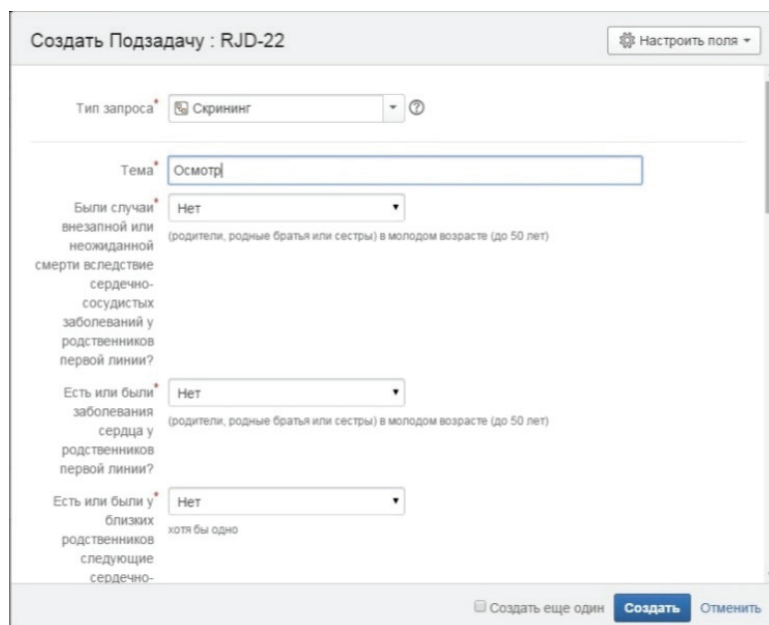 Создать Подзадачу : RJD-22
Настроить поля
Тип запроса*
Скрининг
Тема*
Осмотр
Были случаи*
внезапной или
неожиданной
смерти вследствие
сердечно-
сосудистых
заболеваний у
родственников
первой линии?
Нет
(родители, родные братья или сестры) в молодом возрасте (до 50 лет)
Есть или были*
заболевания
сердца у
родственников
первой линии?
Нет
(родители, родные братья или сестры) в молодом возрасте (до 50 лет)
Есть или были у*
близких
родственников
следующие
сердечно-
Нет
хотя бы одно
Создать еще один
Создать
Отменить